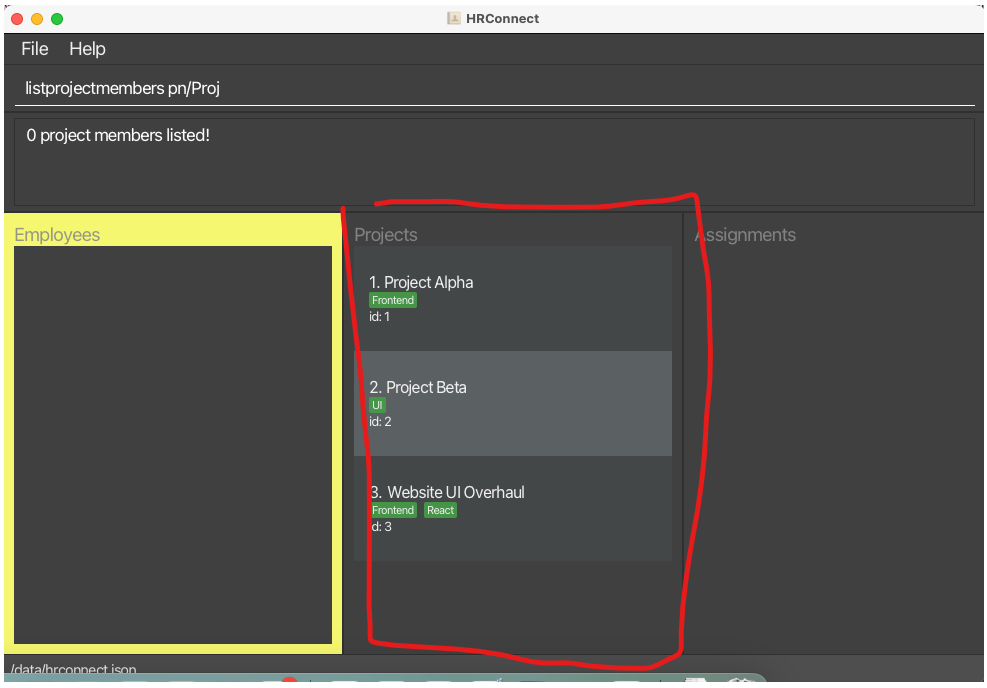 HRConnect
File Help
listprojectmembers pn/Proj
0 project members listed!
Employees
Projects
1. Project Alpha
Frontend
id: 1
2. Project Beta
UI
id: 2
3. Website UI Overhaul
Frontend React
id: 3
Assignments
/data/hrconnect.json